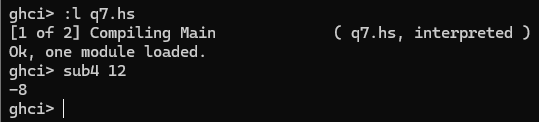 ghci> :l q7.hs
[1 of 2] Compiling Main             ( q7.hs, interpreted )
Ok, one module loaded.
ghci> sub4 12
-8
ghci>